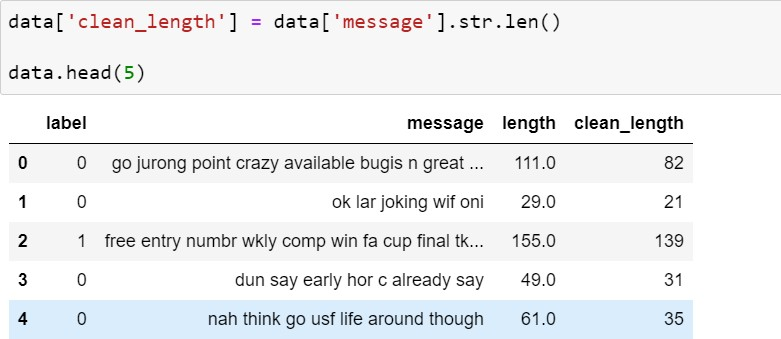 data['clean_length'] = data['message'].str.len()
data.head(5)
label message length clean_length
0 0 go jurong point crazy available bugis n great ... 111.0 82
1 0 ok lar joking wif oni 29.0 21
2 1 free entry numbr wkly comp win fa cup final tk... 155.0 139
3 0 dun say early hor c already say 49.0 31
4 0 nah think go usf life around though 61.0 35